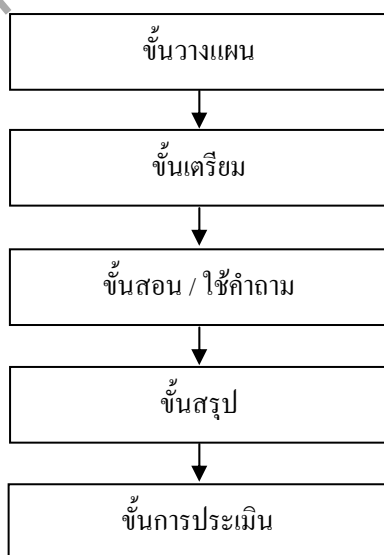 ขั้นวางแผน
ขั้นเตรียม
ขั้นสอน / ใช้คำถาม
ขั้นสรุป
ขั้นการประเมิน